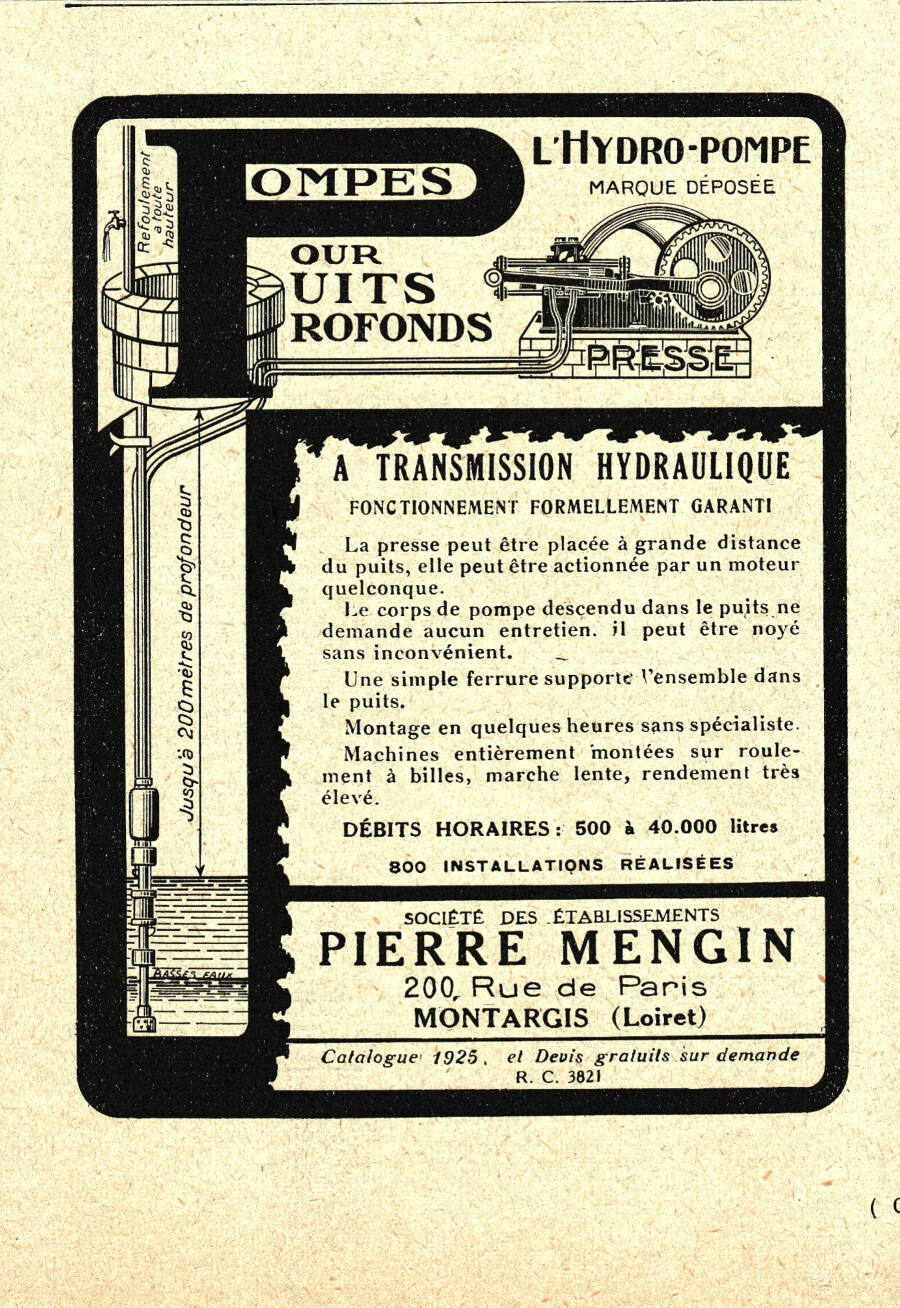 L'HYDRO-POMPE
MARQUE DÉPOSÉE
POMPES
POUR
PUITS
PROFONDS
Refoulement
à toute
hauteur
PRESSE
A TRANSMISSION HYDRAULIQUE
FONCTIONNEMENT FORMELLEMENT GARANTI
La presse peut être placée à grande distance
du puits, elle peut être actionnée par un moteur
quelconque.
Le corps de pompe descendu dans le puits ne
demande aucun entretien. il peut être noyé
sans inconvénient.
Une simple ferrure supporte l'ensemble dans
le puits.
Montage en quelques heures sans spécialiste.
Machines entièrement montées sur roule-
ment à billes, marche lente, rendement très
élevé.
DÉBITS HORAIRES: 500 à 40.000 litres
800 INSTALLATIONS RÉALISÉES
Jusqu'à 200 mètres de profondeur
BASSES EAUX
SOCIÉTÉ DES ÉTABLISSEMENTS
PIERRE MENGIN
200, Rue de Paris
MONTARGIS (Loiret)
Catalogue 1925, et Devis gratuits sur demande
R. C. 3821